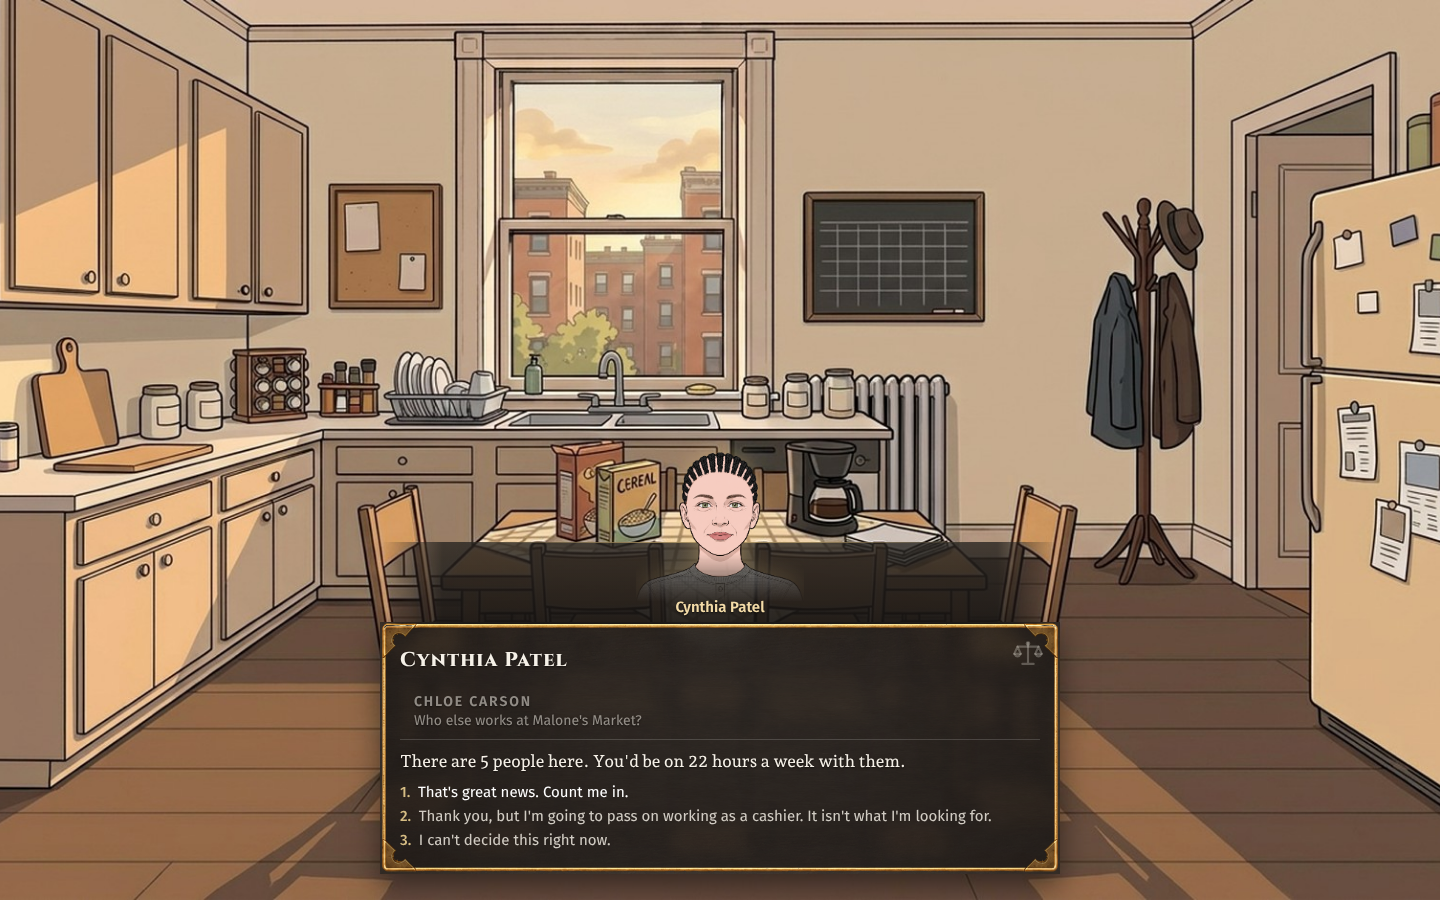 CEREAL
Cynthia Patel
Cynthia Patel
CHLOE CARSON
Who else works at Malone's Market?
There are 5 people here. You'd be on 22 hours a week with them.
1. That's great news. Count me in.
2. Thank you, but I'm going to pass on working as a cashier. It isn't what I'm looking for.
3. I can't decide this right now.